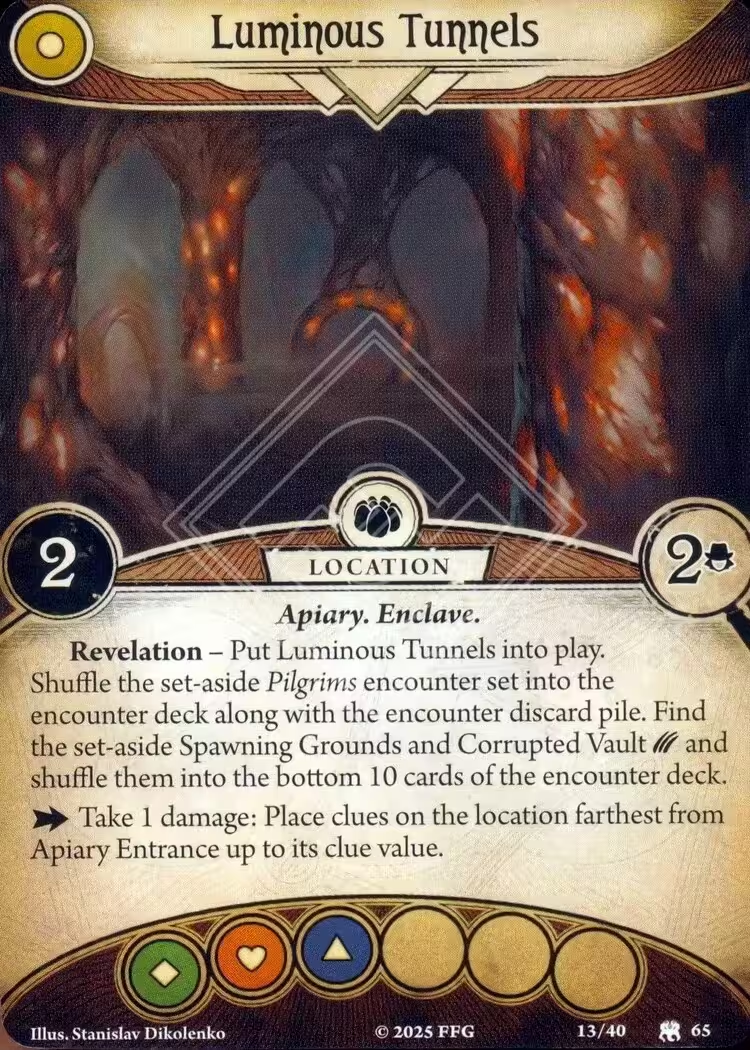 Luminous Tunnels
2
2
LOCATION
Apiary. Enclave.
Revelation – Put Luminous Tunnels into play.
Shuffle the set-aside Pilgrims encounter set into the
encounter deck along with the encounter discard pile. Find
the set-aside Spawning Grounds and Corrupted Vault and
shuffle them into the bottom 10 cards of the encounter deck.
Take 1 damage: Place clues on the location farthest from
Apiary Entrance up to its clue value.
Illus. Stanislav Dikolenko
© 2025 FFG
13/40
65